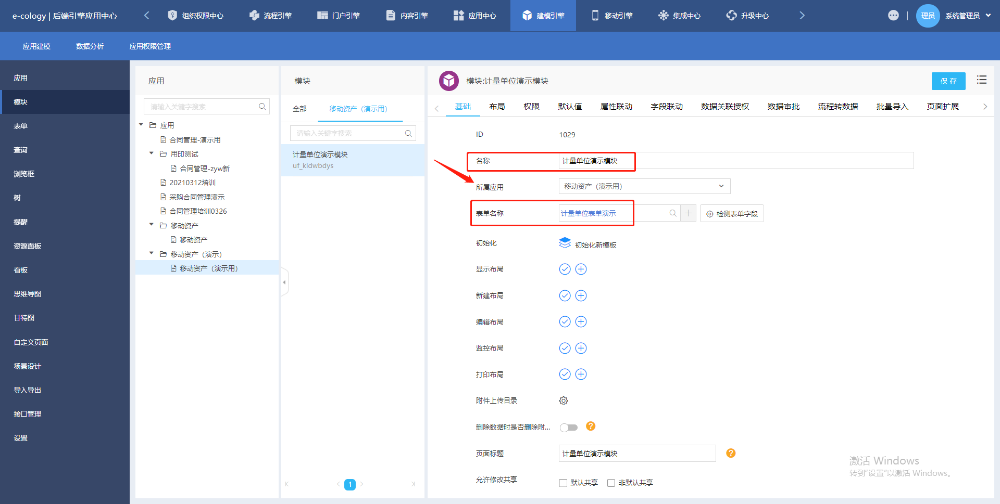 e-cology | 后端引擎应用中心
组织权限中心
流程引擎
门户引擎
内容引擎
应用中心
建模引擎
移动引擎
集成中心
升级中心
理员
系统管理员
应用建模
数据分析
应用权限管理
应用
模块
表单
查询
浏览框
树
提醒
资源面板
看板
思维导图
甘特图
自定义页面
场景设计
导入导出
接口管理
设置
应用
请输入关键字搜索
应用
合同管理-演示用
用印测试
合同管理-zyw新
20210312培训
采购合同管理演示
合同管理培训0326
移动资产
移动资产
移动资产（演示）
移动资产（演示用）
模块
全部
移动资产（演示用）
请输入关键字搜索
计量单位演示模块
uf_kldwbdys
1
模块:计量单位演示模块
保 存
基础
布局
权限
默认值
属性联动
字段联动
数据关联授权
数据审批
流程转数据
批量导入
页面扩展
ID
1029
名称
计量单位演示模块
所属应用
移动资产（演示用）
表单名称
计量单位表单演示
检测表单字段
初始化
初始化新模板
显示布局
新建布局
编辑布局
监控布局
打印布局
附件上传目录
删除数据时是否删除附...
?
页面标题
计量单位演示模块
?
允许修改共享
默认共享
非默认共享
激活 Windows
转到"设置"以激活 Windows。